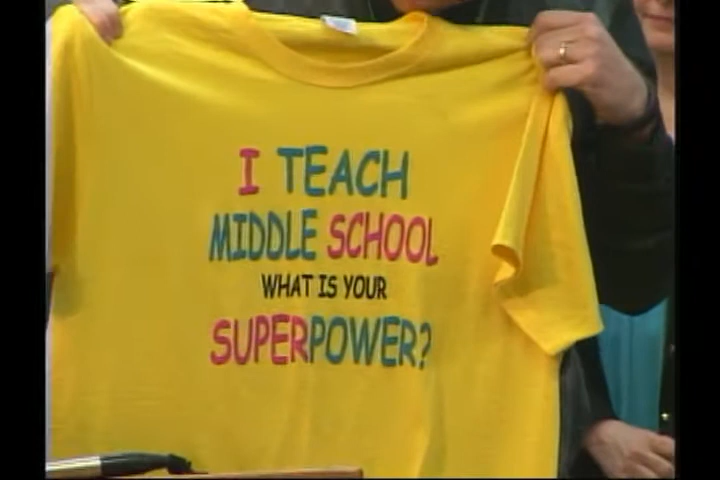 I TEACH
MIDDLE SCHOOL
WHAT IS YOUR
SUPERPOWER?